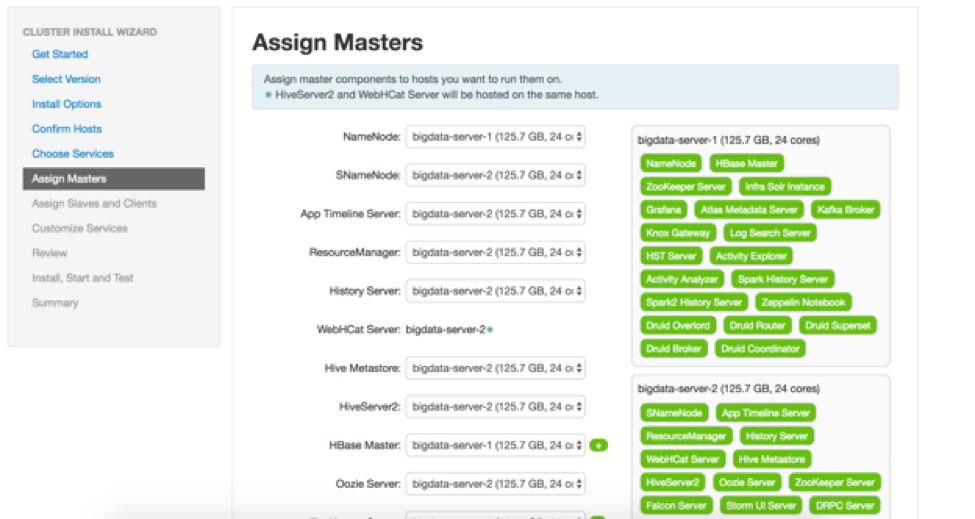 CLUSTER INSTALL WIZARD
Get Started
Select Version
Install Options
Confirm Hosts
Choose Services
Assign Masters
Assign Slaves and Clients
Customize Services
Review
Install, Start and Test
Summary
Assign Masters
Assign master components to hosts you want to run them on.
* HiveServer2 and WebHCat Server will be hosted on the same host.
NameNode: bigdata-server-1 (125.7 GB, 24 co
SNameNode: bigdata-server-2 (125.7 GB, 24 co
App Timeline Server: bigdata-server-2 (125.7 GB, 24 co
ResourceManager: bigdata-server-2 (125.7 GB, 24 co
History Server: bigdata-server-2 (125.7 GB, 24 co
WebHCat Server: bigdata-server-2*
Hive Metastore: bigdata-server-2 (125.7 GB, 24 co
HiveServer2: bigdata-server-2 (125.7 GB, 24 co
HBase Master: bigdata-server-1 (125.7 GB, 24 co +
Oozie Server: bigdata-server-2 (125.7 GB, 24 co
bigdata-server-1 (125.7 GB, 24 cores)
NameNode HBase Master
ZooKeeper Server Infra Solr Instance
Grafana Atlas Metadata Server Kafka Broker
Knox Gateway Log Search Server
HST Server Activity Explorer
Activity Analyzer Spark History Server
Spark2 History Server Zeppelin Notebook
Druid Overlord Druid Router Druid Superset
Druid Broker Druid Coordinator
bigdata-server-2 (125.7 GB, 24 cores)
SNameNode App Timeline Server
ResourceManager History Server
WebHCat Server Hive Metastore
HiveServer2 Oozie Server ZooKeeper Server
Falcon Server Storm UI Server DRPC Server